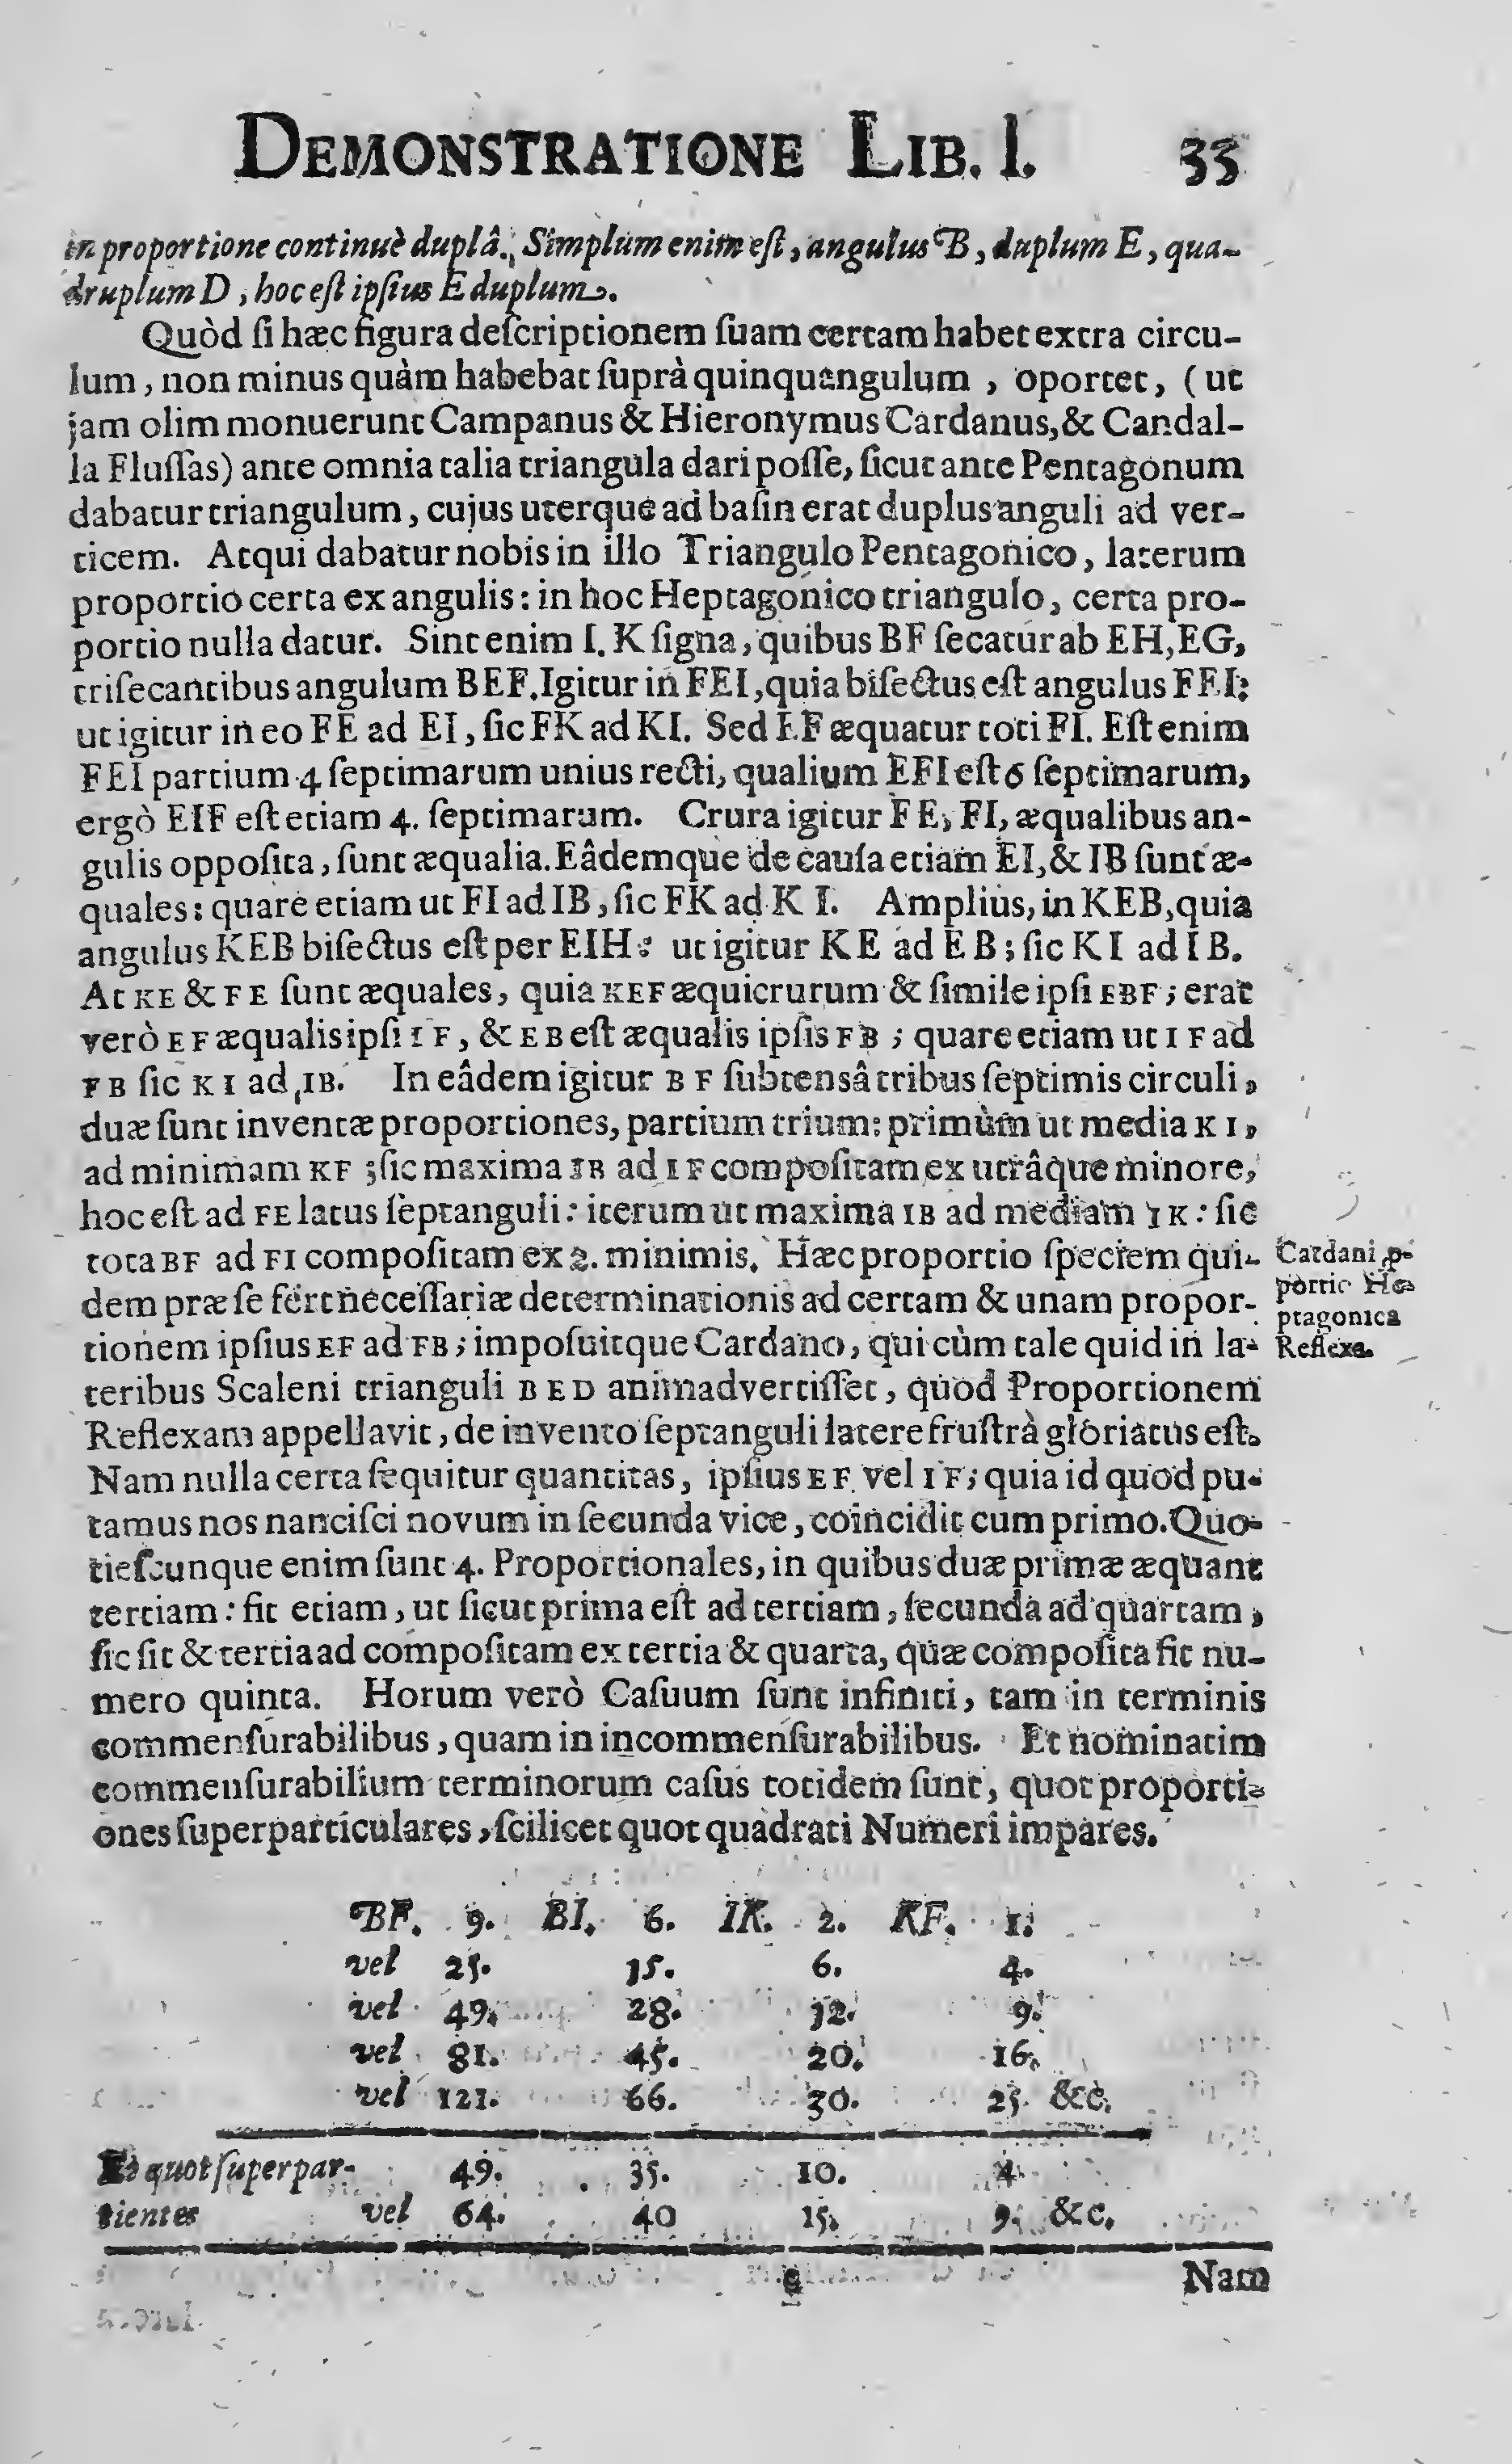 DEMONSTRATIONE LIB. I. 33
in proportione continuè duplâ. Simplum enim eſt, angulus B, duplum E, qua-
druplum D, hoc eſt ipſius E duplum.
Quòd ſi hæc figura deſcriptionem ſuam certam habet extra circu-
lum, non minus quàm habebat ſuprà quinquangulum, oportet, (ut
jam olim monuerunt Campanus & Hieronymus Cardanus, & Candal-
la Fluſſas) ante omnia talia triangula dari poſſe, ſicut ante Pentagonum
dabatur triangulum, cujus uterque ad baſin erat duplus anguli ad ver-
ticem. Atqui dabatur nobis in illo Triangulo Pentagonico, laterum
proportio certa ex angulis: in hoc Heptagonico triangulo, certa pro-
portio nulla datur. Sint enim I. K ſigna, quibus BF ſecatur ab EH, EG,
triſecantibus angulum BEF. Igitur in FEI, quia biſectus eſt angulus FEI:
ut igitur in eo FE ad EI, ſic FK ad KI. Sed EF æquatur toti FI. Eſt enim
FEI partium 4 ſeptimarum unius recti, qualium EFI eſt 6 ſeptimarum,
ergò EIF eſt etiam 4. ſeptimarum. Crura igitur FE, FI, æqualibus an-
gulis oppoſita, ſunt æqualia. Eâdemque de cauſa etiam EI, & IB ſunt æ-
quales: quare etiam ut FI ad IB, ſic FK ad K I. Amplius, in KEB, quia
angulus KEB biſectus eſt per EIH: ut igitur KE ad E B; ſic K I ad I B.
At KE & FE ſunt æquales, quia KEF æquicrurum & ſimile ipſi EBF; erat
verò EF æqualis ipſi IF, & EB eſt æqualis ipſis FB; quare etiam ut IF ad
FB ſic KI ad IB. In eâdem igitur BF ſubtensâ tribus ſeptimis circuli,
duæ ſunt inventæ proportiones, partium trium: primùm ut media KI,
ad minimam KF; ſic maxima IB ad IF compoſitam ex utrâque minore,
hoc eſt ad FE latus ſeptanguli: iterum ut maxima IB ad mediam IK: ſic
tota BF ad FI compoſitam ex 2. minimis. Hæc proportio ſpeciem qui-
dem præ ſe fert neceſſariæ determinationis ad certam & unam propor-
tionem ipſius EF ad FB; impoſuitque Cardano, qui cùm tale quid in la-
teribus Scaleni trianguli BED animadvertiſſet, quod Proportionem
Reflexam appellavit, de invento ſeptanguli latere fruſtrà gloriatus eſt.
Nam nulla certa ſequitur quantitas, ipſius EF vel IF; quia id quod pu-
tamus nos nanciſci novum in ſecunda vice, coincidit cum primo. Quo-
tieſcunque enim ſunt 4. Proportionales, in quibus duæ primæ æquant
tertiam: fit etiam, ut ſicut prima eſt ad tertiam, ſecunda ad quartam,
ſic ſit & tertia ad compoſitam ex tertia & quarta, quæ compoſita fit nu-
mero quinta. Horum verò Caſuum ſunt infiniti, tam in terminis
commenſurabilibus, quam in incommenſurabilibus. Et nominatim
commenſurabilium terminorum caſus totidem ſunt, quot proporti-
ones ſuperparticulares, ſcilicet quot quadrati Numeri impares.
Cardani p-
portio He-
ptagonica
Reflexa.
BF. 9. BI. 6. IK. 2. KF. 1.
vel 25. 15. 6. 4.
vel 49. 28. 12. 9.
vel 81. 45. 20. 16.
vel 121. 66. 30. 25. &c.
Et quot ſuperpar- 49. 35. 10. 4.
tientes vel 64. 40 15. 9. &c.
e Nam